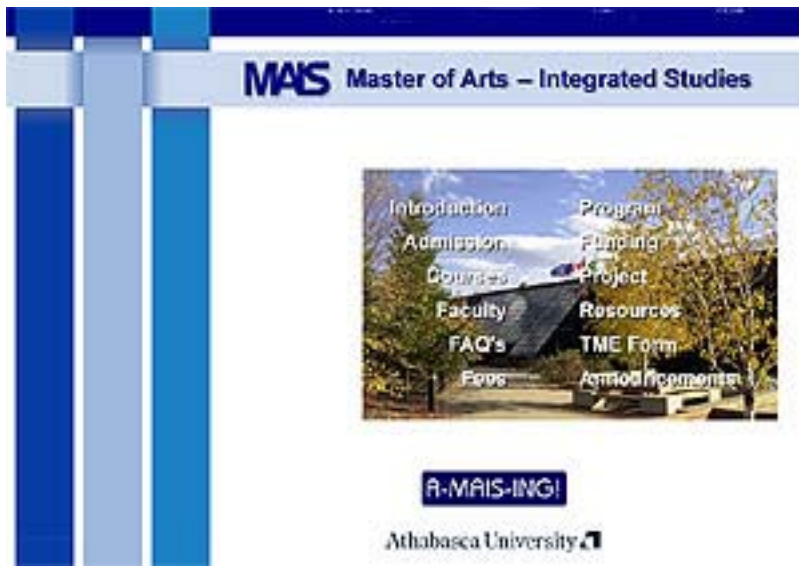 MAIS Master of Arts – Integrated Studies
Introduction Program
Admission Funding
Courses Project
Faculty Resources
FAQ's TME Form
Fees Announcements
A-MAIS-ING!
Athabasca University